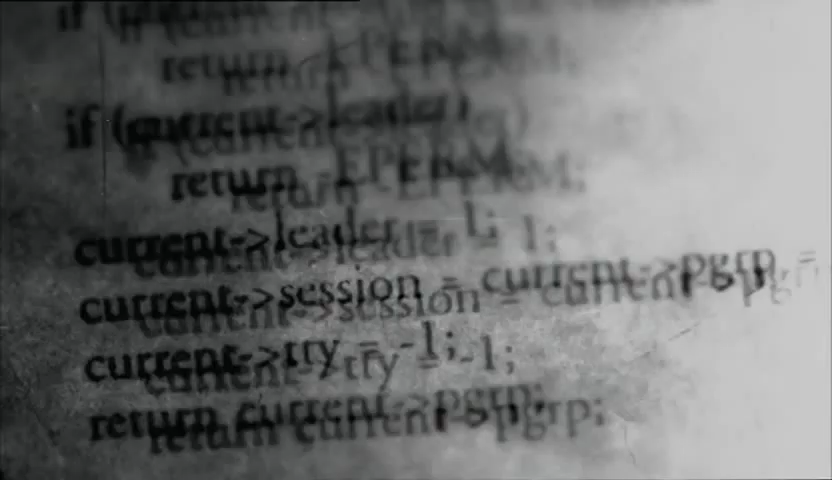 if (
return -EPERM;
if (current->leader)
return -EPERM;
current->leader = 1;
current->session = current->pgrp =
current->tty = -1;
return current->pgrp;